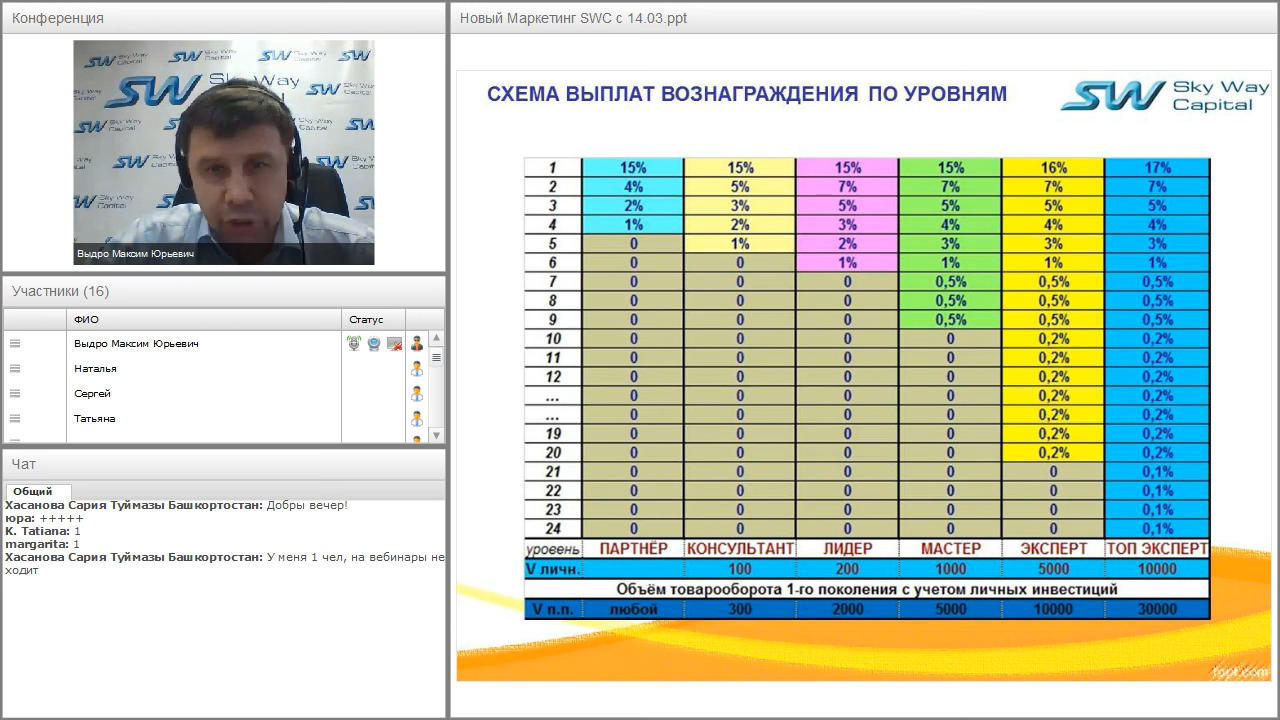 Конференция
Sky Way
Capital
SW Sky Way
Capital
Выдро Максим Юрьевич
Участники (16)
ФИО Статус
Выдро Максим Юрьевич
Наталья
Сергей
Татьяна
Чат
Общий
Хасанова Сария Туймазы Башкортостан: Добры вечер!
юра: +++++
K. Tatiana: 1
margarita: 1
Хасанова Сария Туймазы Башкортостан: У меня 1 чел, на вебинары не
ходит
Новый Маркетинг SWC с 14.03.ppt
СХЕМА ВЫПЛАТ ВОЗНАГРАЖДЕНИЯ ПО УРОВНЯМ
SW Sky Way
Capital
1 15% 15% 15% 15% 16% 17%
2 4% 5% 7% 7% 7% 7%
3 2% 3% 5% 5% 5% 5%
4 1% 2% 3% 4% 4% 4%
5 0 1% 2% 3% 3% 3%
6 0 0 1% 1% 1% 1%
7 0 0 0 0,5% 0,5% 0,5%
8 0 0 0 0,5% 0,5% 0,5%
9 0 0 0 0,5% 0,5% 0,5%
10 0 0 0 0 0,2% 0,2%
11 0 0 0 0 0,2% 0,2%
12 0 0 0 0 0,2% 0,2%
... 0 0 0 0 0,2% 0,2%
... 0 0 0 0 0,2% 0,2%
19 0 0 0 0 0,2% 0,2%
20 0 0 0 0 0,2% 0,2%
21 0 0 0 0 0 0,1%
22 0 0 0 0 0 0,1%
23 0 0 0 0 0 0,1%
24 0 0 0 0 0 0,1%
уровень ПАРТНЁР КОНСУЛЬТАНТ ЛИДЕР МАСТЕР ЭКСПЕРТ ТОП ЭКСПЕРТ
V личн. 100 200 1000 5000 10000
Объём товарооборота 1-го поколения с учетом личных инвестиций
V п.п. любой 300 2000 5000 10000 30000
fppt.com